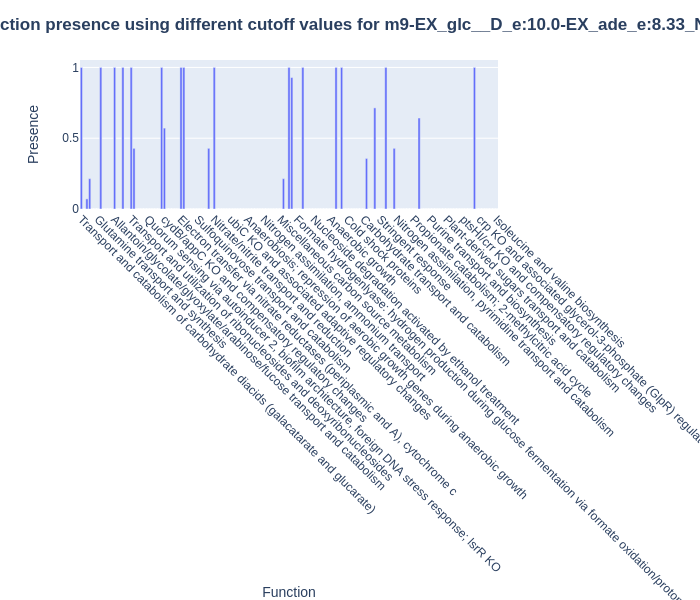 ction presence using different cutoff values for m9-EX_glc__D_e:10.0-EX_ade_e:8.33_N
Presence
1
0.5
0
Transport and catabolism of carbohydrate diacids (galacatarate and glucarate)
Glutamine transport and synthesis
Allantoin/glycolate/glyoxylate/arabinose/fucose transport and catabolism
Transport and utilization of ribonucleosides and deoxyribonucleosides
Quorum sensing via autoinducer 2, biofilm architecture, foreign DNA stress response; lsrR KO
cydB/appC KO and compensatory regulatory changes
Electron transfer via nitrate reductases (periplasmic and A), cytochrome c
Sulfoquinovose transport and catabolism
Nitrate/nitrite transport and reduction
ubiC KO and associated adaptive regulatory changes
Anaerobiosis, repression of aerobic growth genes during anaerobic growth
Nitrogen assimilation, ammonium transport
Miscellaneous carbon source metabolism
Formate hydrogenlyase: hydrogen production during glucose fermentation via formate oxidation/proton
Nucleoside degradation, activated by ethanol treatment
Anaerobic growth
Cold shock proteins
Carbohydrate transport and catabolism
Stringent response
Nitrogen assimilation, pyrimidine transport and catabolism
Propionate catabolism; 2-methylcitric acid cycle
Purine transport and biosynthesis
Plant-derived sugars transport and catabolism
ptsHI/crr KO and compensatory regulatory changes
crp KO and associated glycerol-3-phosphate (GlpR) regula
Isoleucine and valine biosynthesis
Function